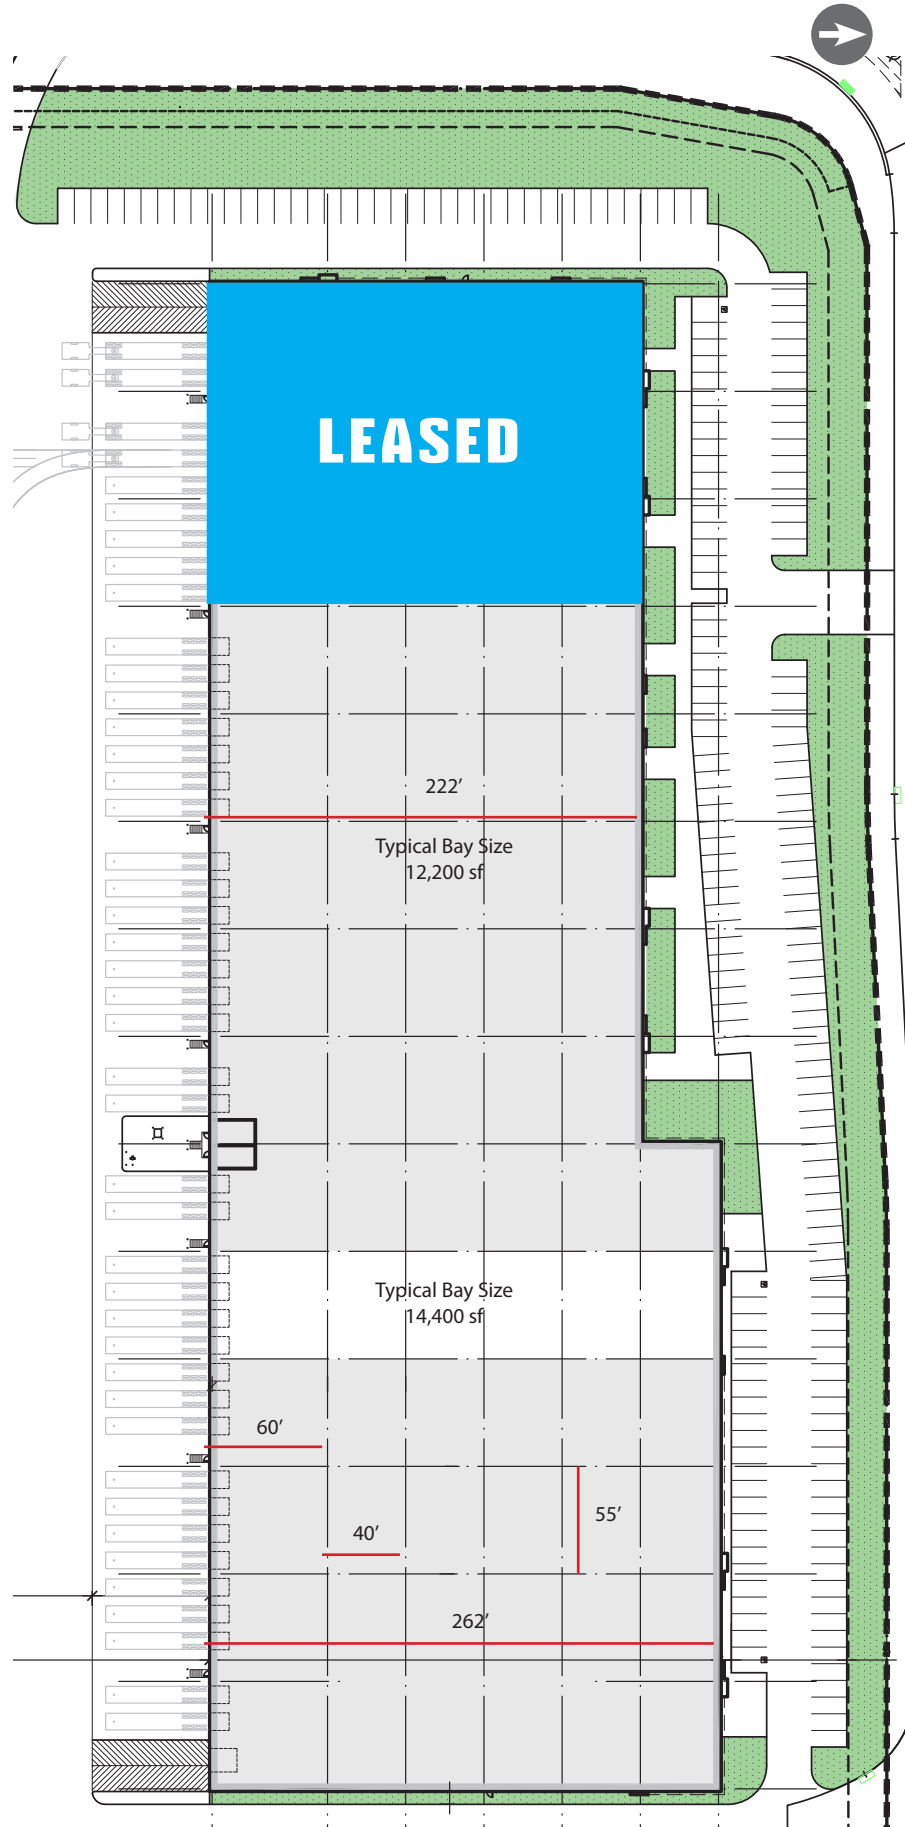 LEASED
222’
Typical Bay Size
12,200 sf
Typical Bay Size
14,400 sf
60’
55’
40’
262’